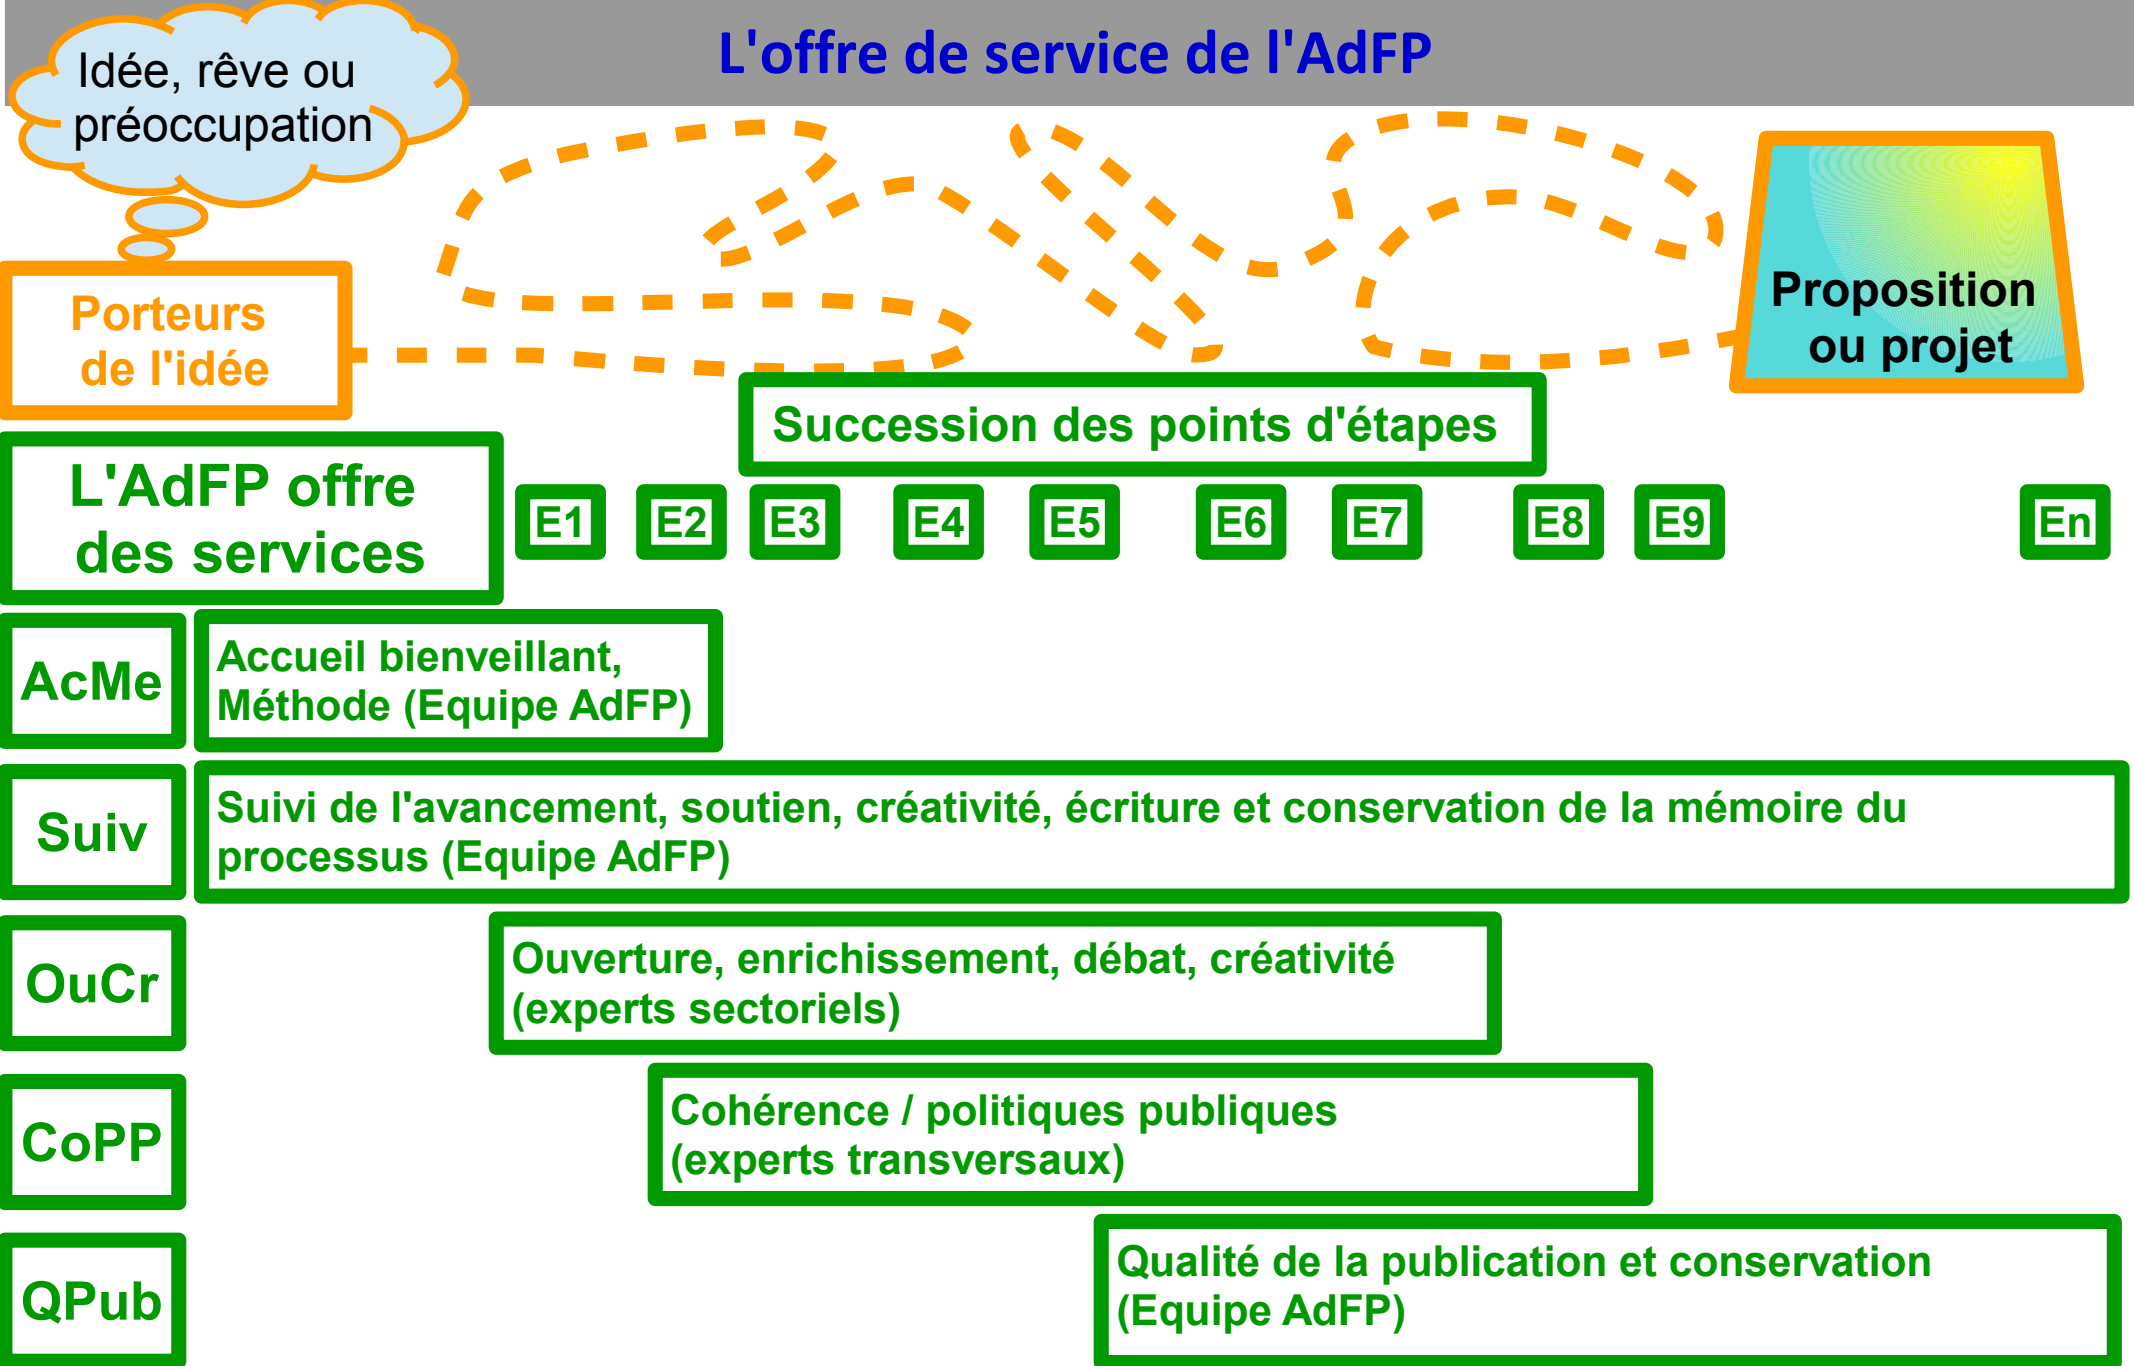 L'offre de service de l'AdFP
Idée, rêve ou
préoccupation
Porteurs
de l'idée
Proposition
ou projet
Succession des points d'étapes
L'AdFP offre
des services
E1 E2 E3 E4 E5 E6 E7 E8 E9 En
AcMe
Accueil bienveillant,
Méthode (Equipe AdFP)
Suiv
Suivi de l'avancement, soutien, créativité, écriture et conservation de la mémoire du
processus (Equipe AdFP)
OuCr
Ouverture, enrichissement, débat, créativité
(experts sectoriels)
CoPP
Cohérence / politiques publiques
(experts transversaux)
QPub
Qualité de la publication et conservation
(Equipe AdFP)